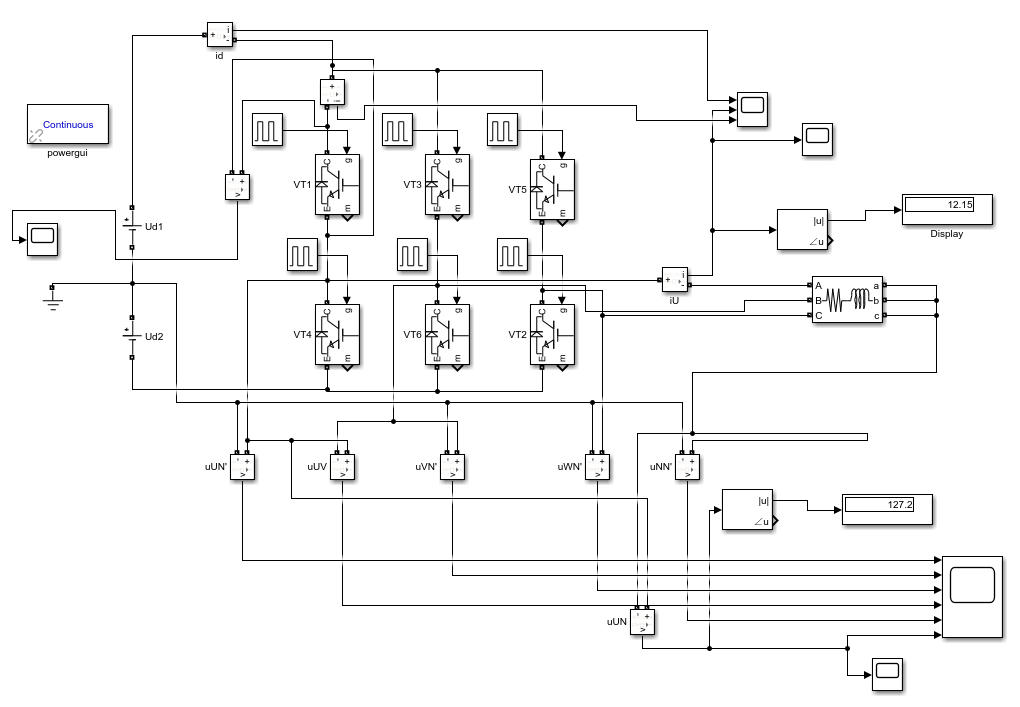 i
+
-
id
Continuous
powergui
+
VT1
C
g
E
m
VT3
C
g
E
m
VT5
C
g
E
m
- +
v
+
Ud1
12.15
Display
|u|
∠u
i
+
-
iU
A
B
C
a
b
c
+
Ud2
VT4
C
g
E
m
VT6
C
g
E
m
VT2
C
g
E
m
uUN'
- +
v
uUV
- +
v
uVN'
- +
v
uWN'
- +
v
uNN'
- +
v
|u|
∠u
127.2
uUN
- +
v